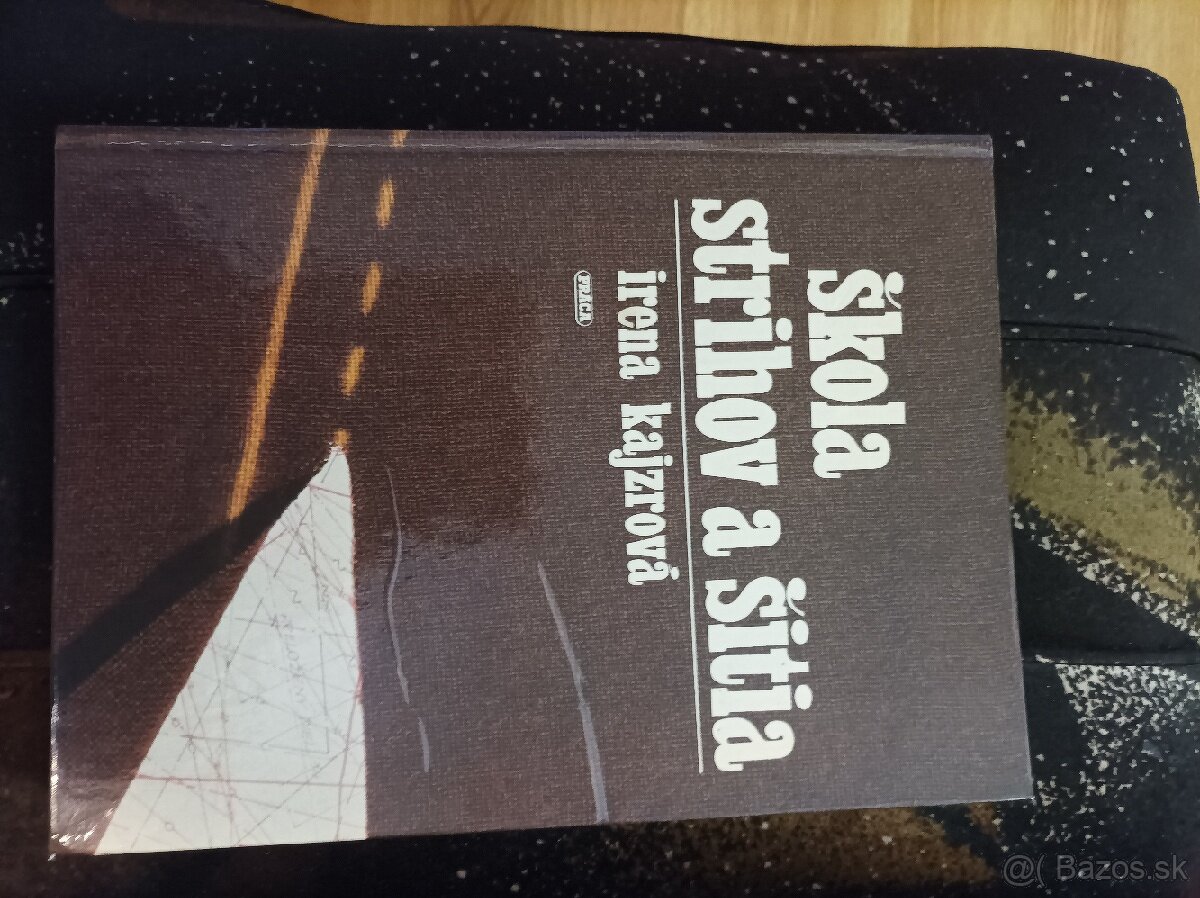 škola
strihov a šitia
irena kajzrová
PRÁCA
@( Bazos.sk